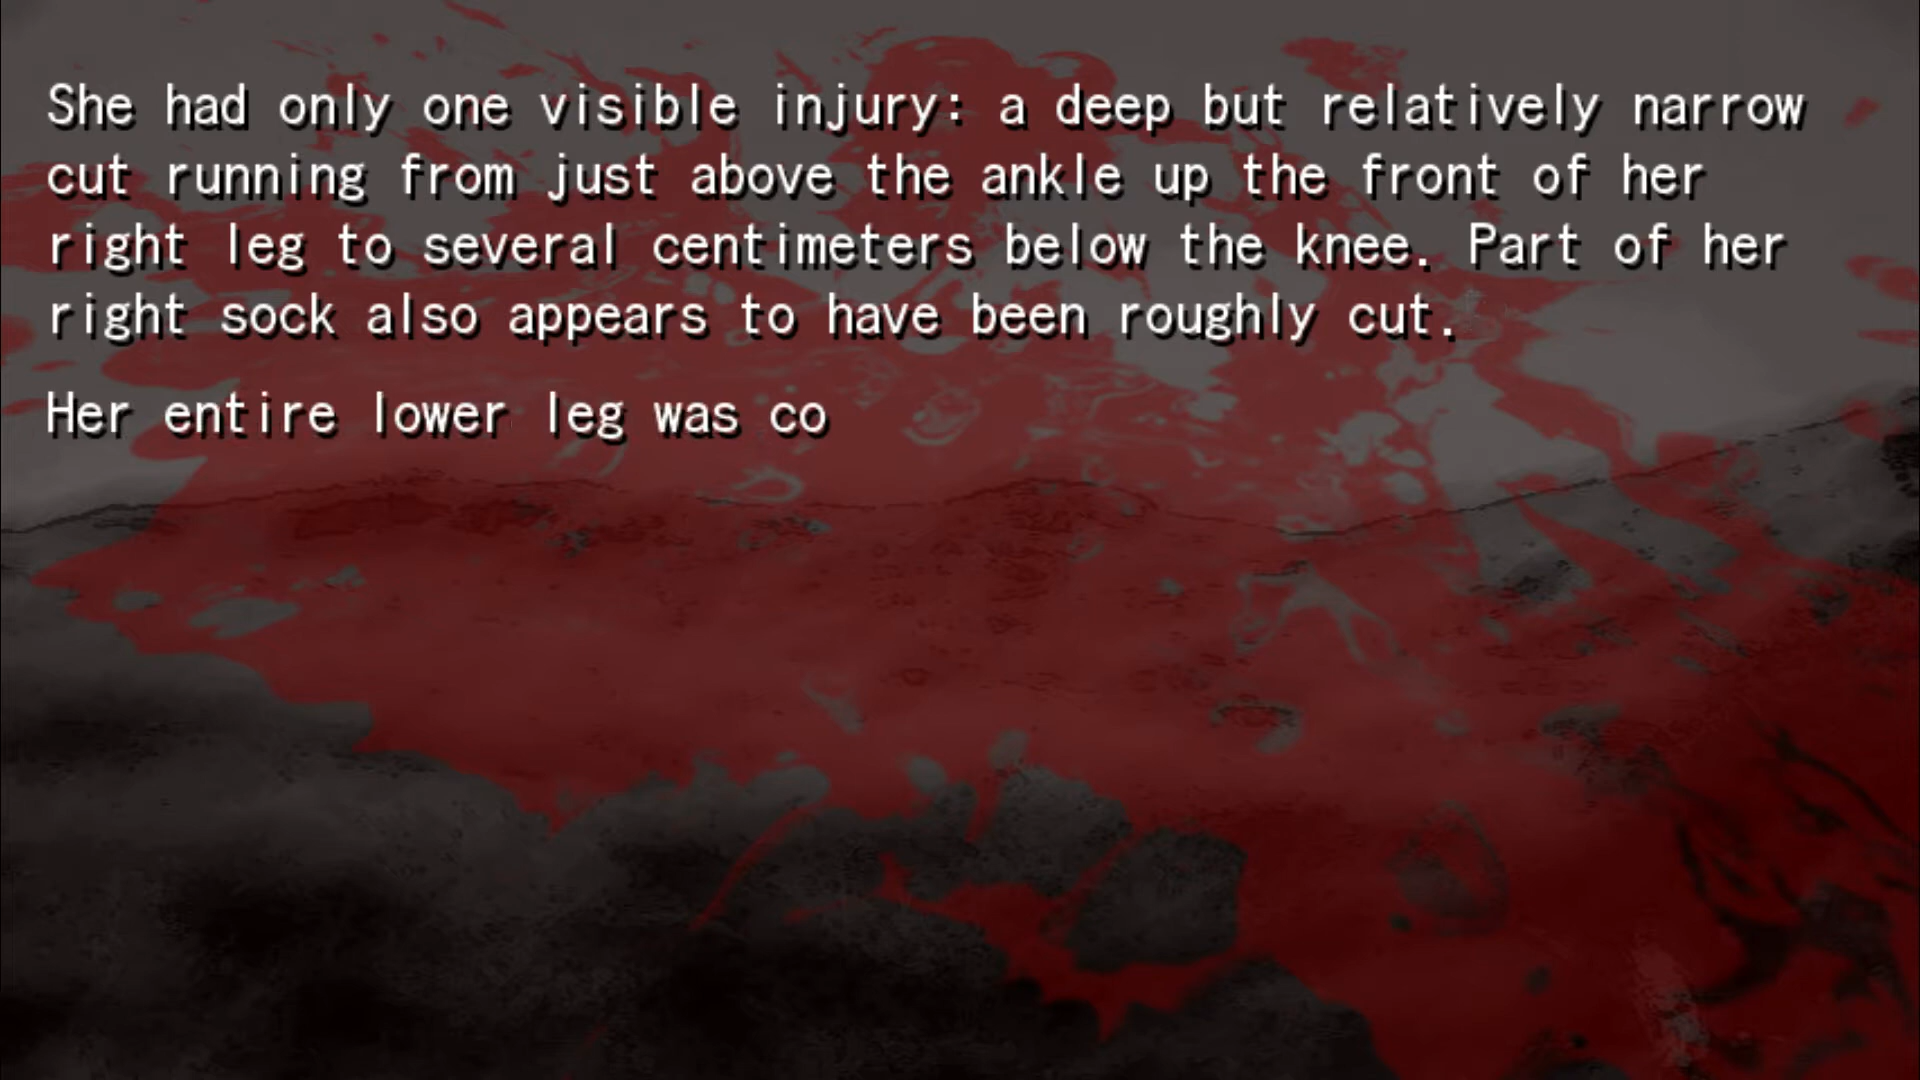 She had only one visible injury: a deep but relatively narrow
cut running from just above the ankle up the front of her
right leg to several centimeters below the knee. Part of her
right sock also appears to have been roughly cut.
Her entire lower leg was co